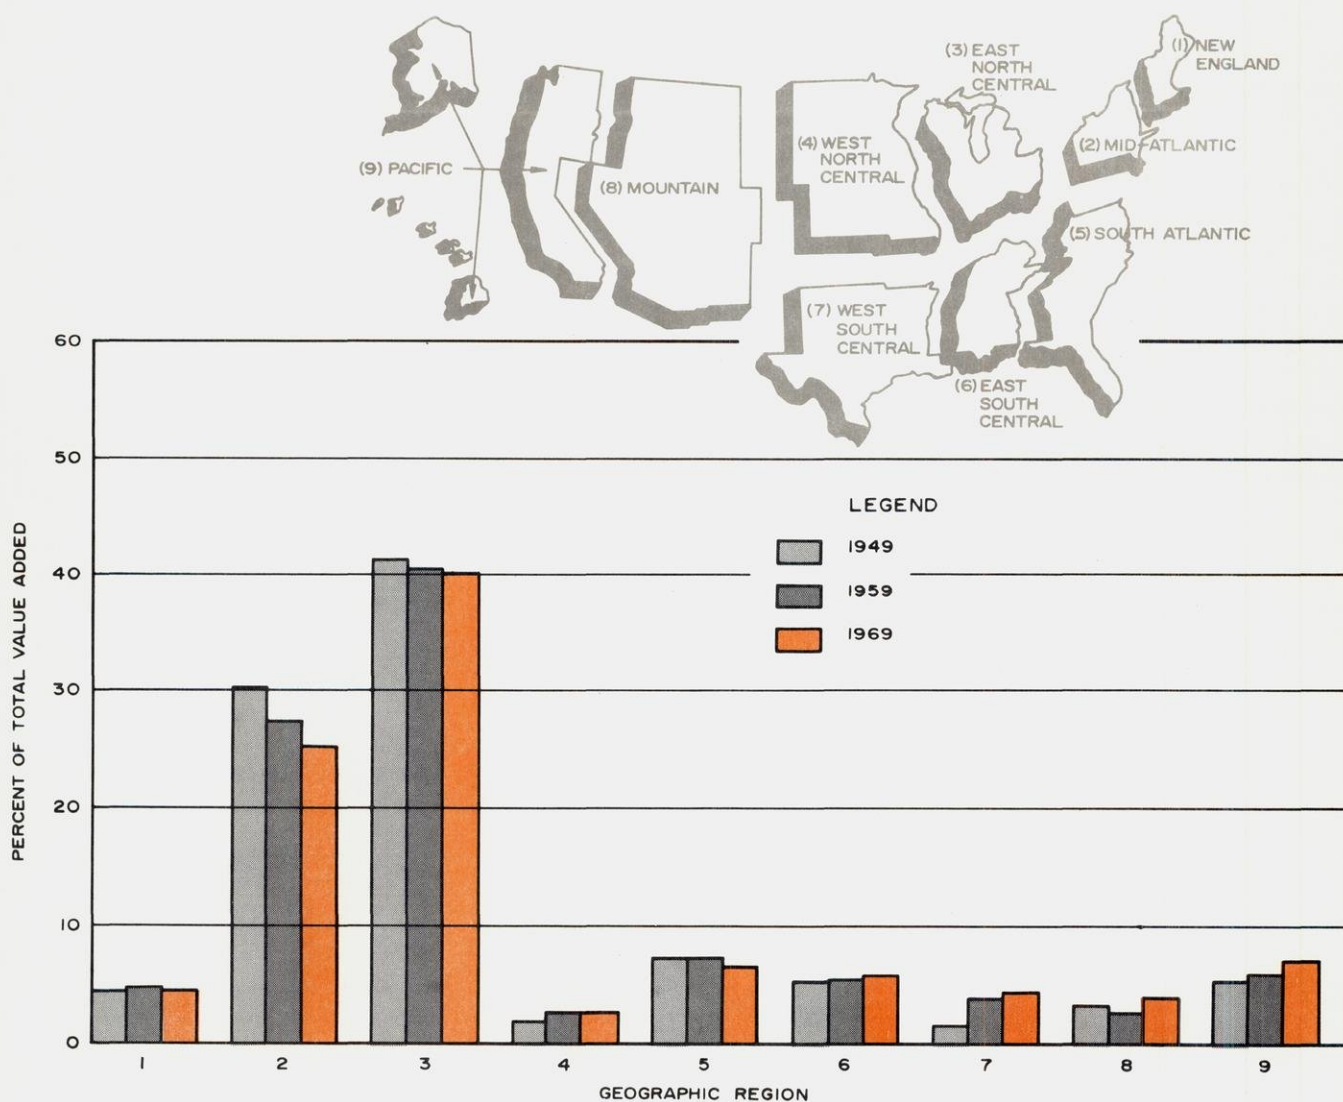 (3) EAST
NORTH
CENTRAL
(1) NEW
ENGLAND
(4) WEST
NORTH
CENTRAL
(2) MID-ATLANTIC
(9) PACIFIC
(8) MOUNTAIN
(5) SOUTH ATLANTIC
(7) WEST
SOUTH
CENTRAL
(6) EAST
SOUTH
CENTRAL
60
50
40
30
20
10
0
PERCENT OF TOTAL VALUE ADDED
LEGEND
1949
1959
1969
1 2 3 4 5 6 7 8 9
GEOGRAPHIC REGION